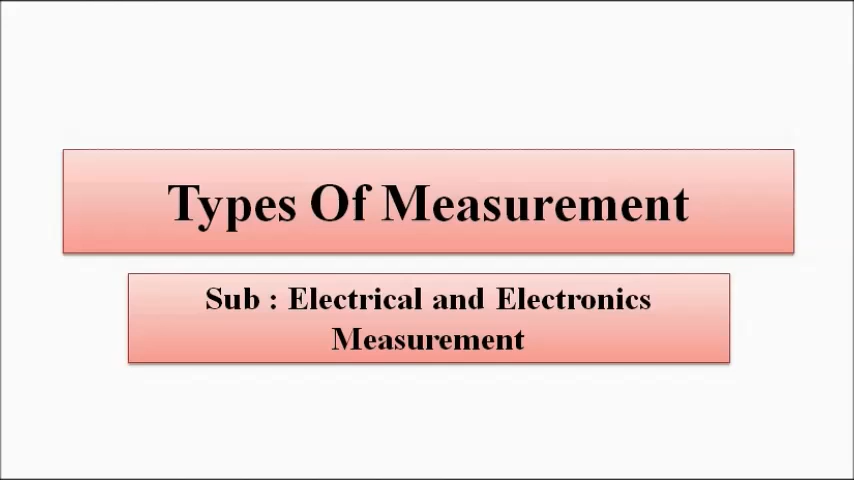 Types Of Measurement
Sub : Electrical and Electronics
Measurement